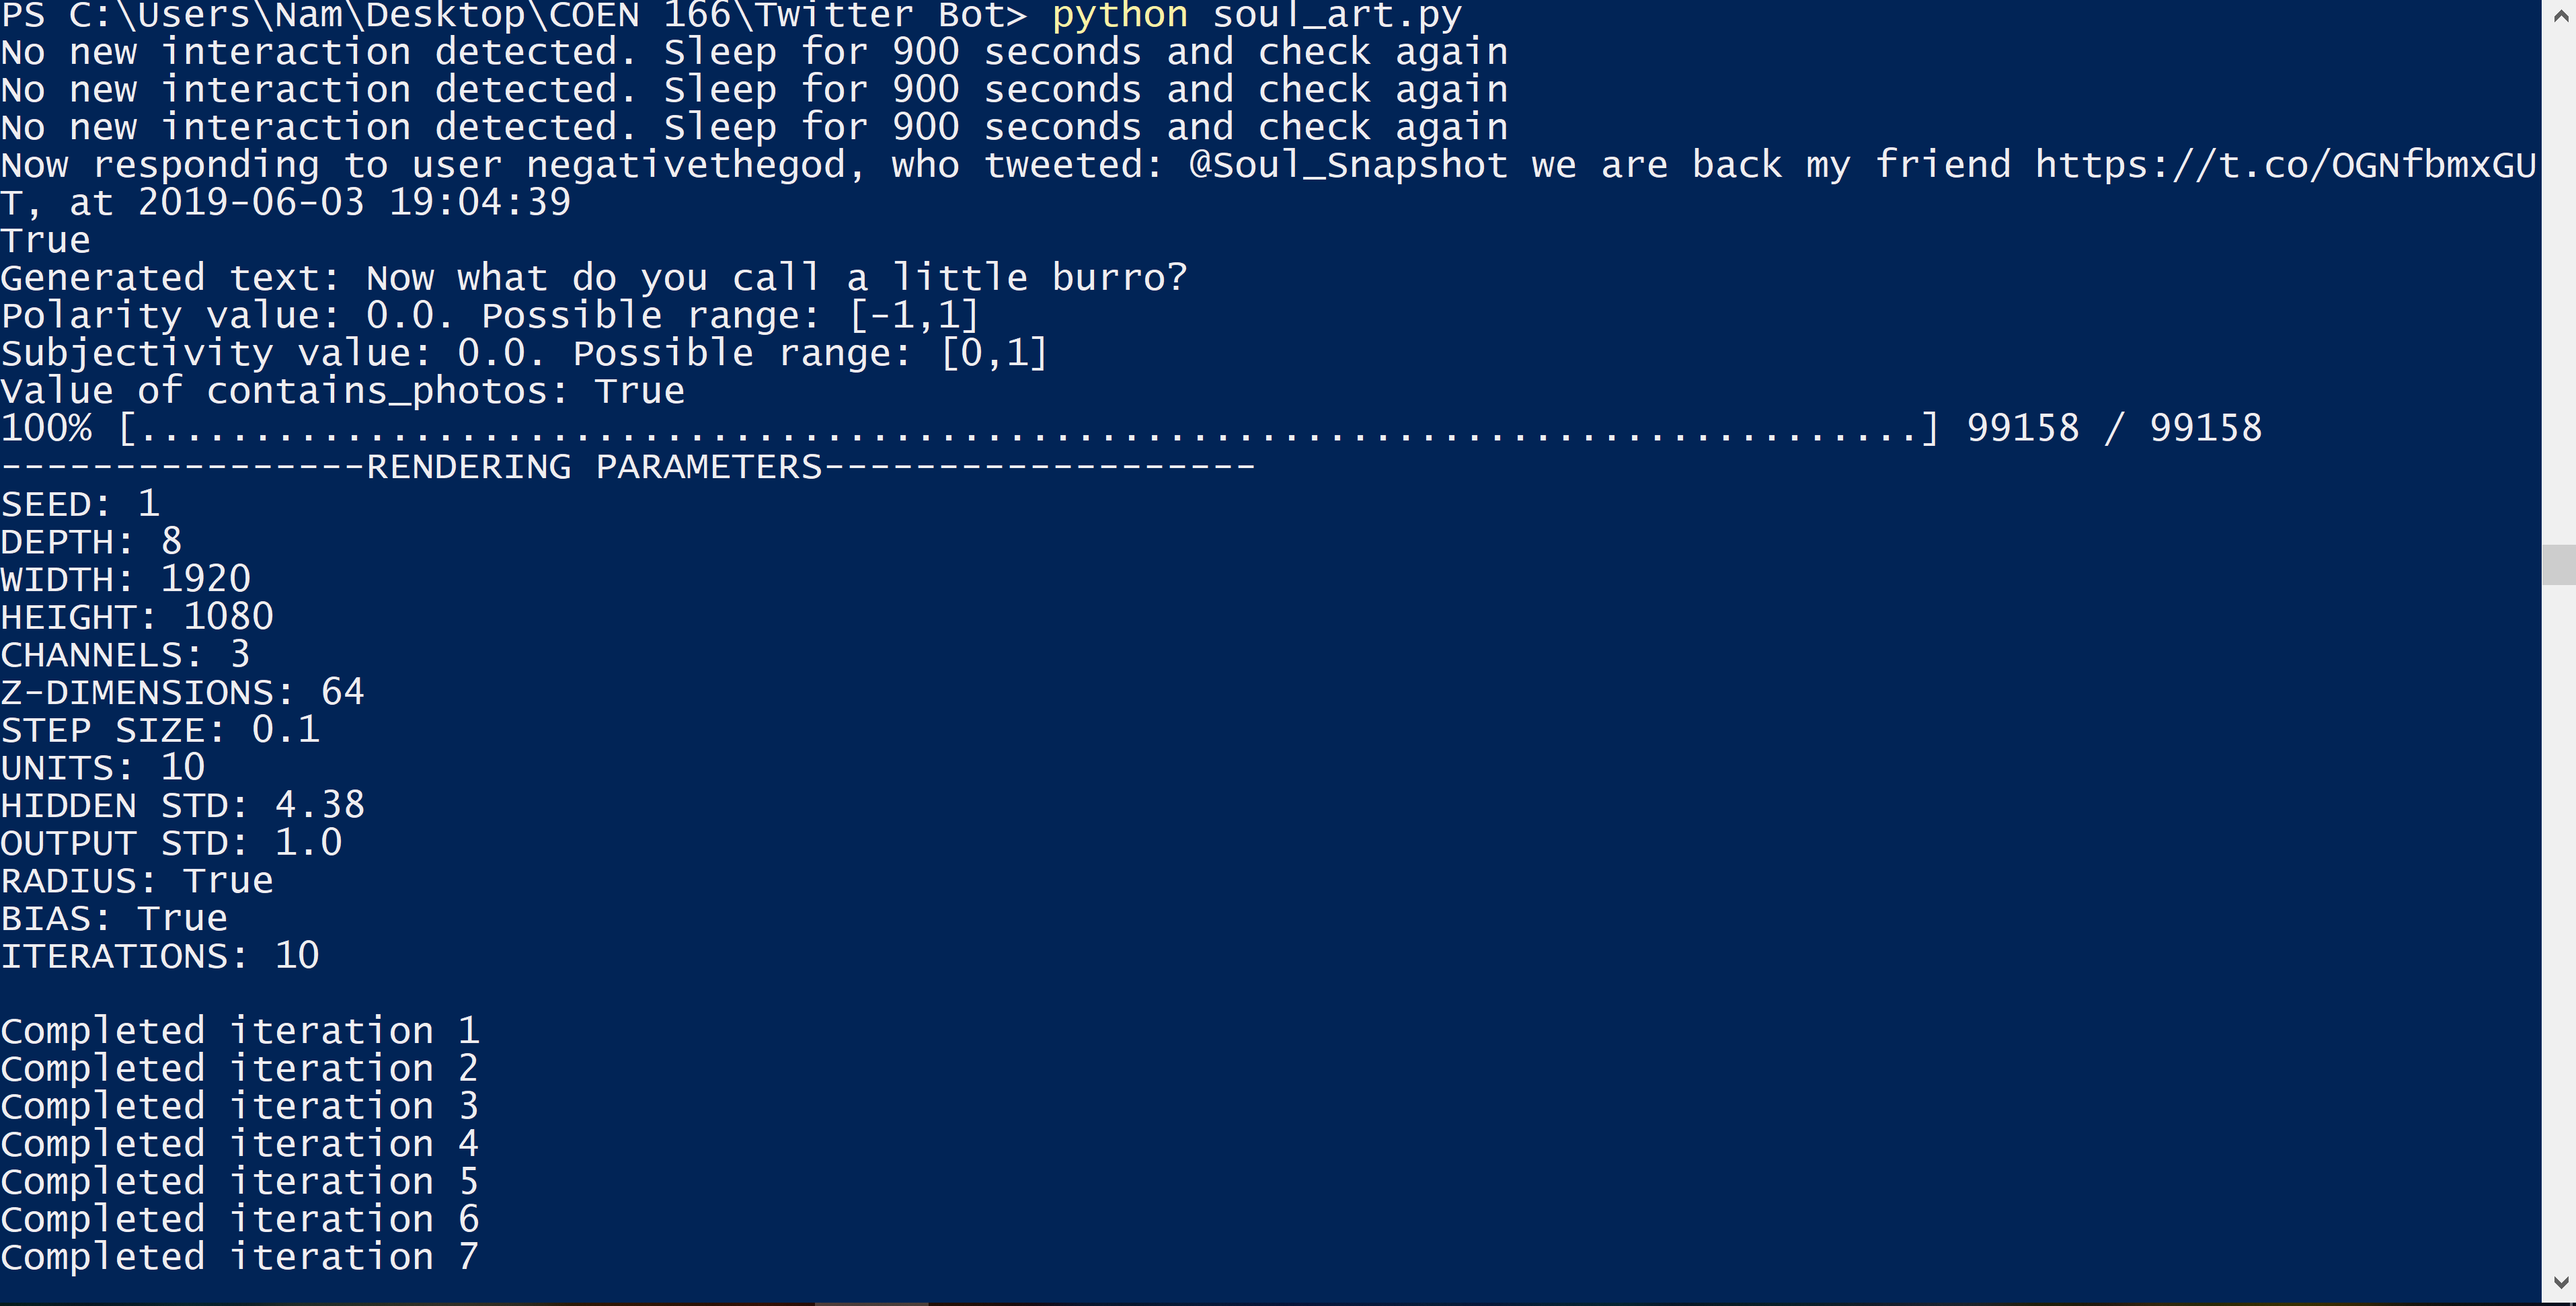 PS C:\Users\Nam\Desktop\COEN 166\Twitter Bot> python soul_art.py
No new interaction detected. Sleep for 900 seconds and check again
No new interaction detected. Sleep for 900 seconds and check again
No new interaction detected. Sleep for 900 seconds and check again
Now responding to user negativethegod, who tweeted: @Soul_Snapshot we are back my friend https://t.co/OGNfbmxGU
T, at 2019-06-03 19:04:39
True
Generated text: Now what do you call a little burro?
Polarity value: 0.0. Possible range: [-1,1]
Subjectivity value: 0.0. Possible range: [0,1]
Value of contains_photos: True
100% [..............................................................................] 99158 / 99158
----------------RENDERING PARAMETERS-------------------
SEED: 1
DEPTH: 8
WIDTH: 1920
HEIGHT: 1080
CHANNELS: 3
Z-DIMENSIONS: 64
STEP SIZE: 0.1
UNITS: 10
HIDDEN STD: 4.38
OUTPUT STD: 1.0
RADIUS: True
BIAS: True
ITERATIONS: 10
Completed iteration 1
Completed iteration 2
Completed iteration 3
Completed iteration 4
Completed iteration 5
Completed iteration 6
Completed iteration 7